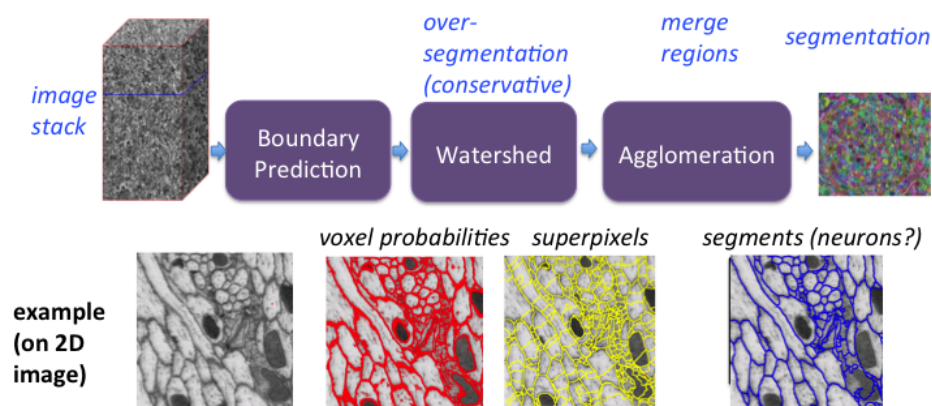 over-
segmentation
(conservative)
merge
regions
segmentation
image
stack
Boundary
Prediction
Watershed
Agglomeration
voxel probabilities
superpixels
segments (neurons?)
example
(on 2D
image)